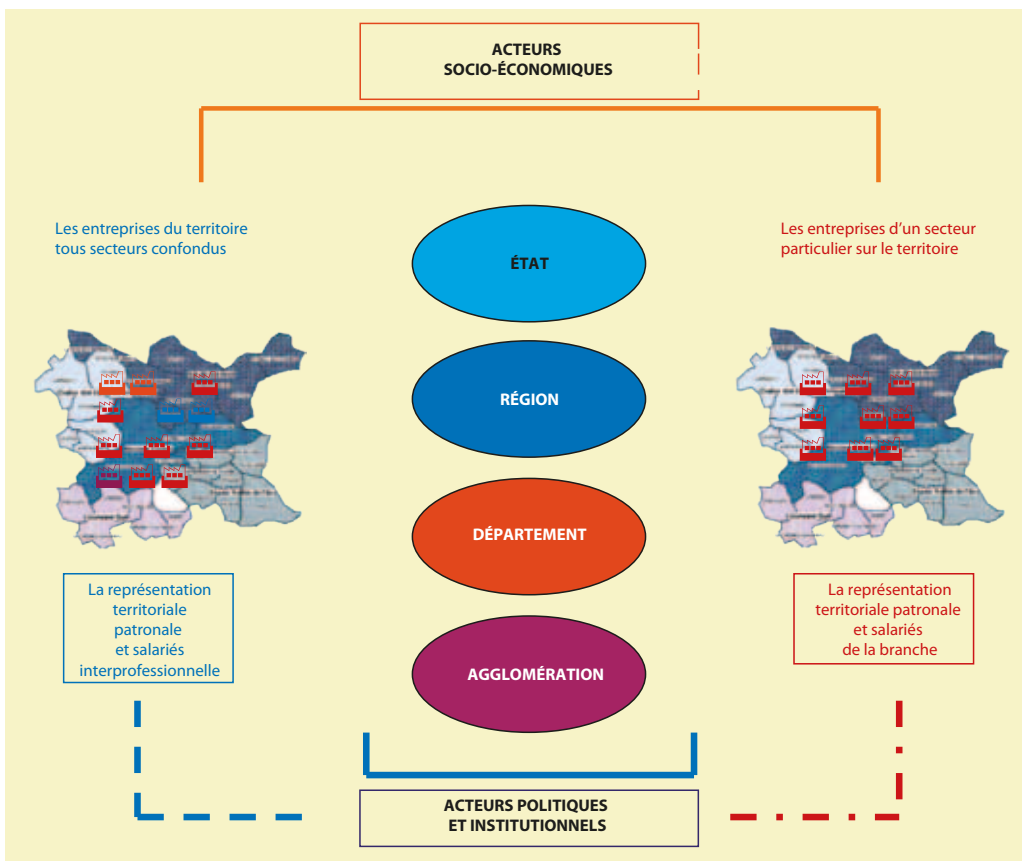 ACTEURS
SOCIO-ÉCONOMIQUES
Les entreprises du territoire
tous secteurs confondus
Les entreprises d’un secteur
particulier sur le territoire
ÉTAT
RÉGION
DÉPARTEMENT
AGGLOMÉRATION
La représentation
territoriale
patronale
et salariés
interprofessionnelle
La représentation
territoriale patronale
et salariés
de la branche
ACTEURS POLITIQUES
ET INSTITUTIONNELS